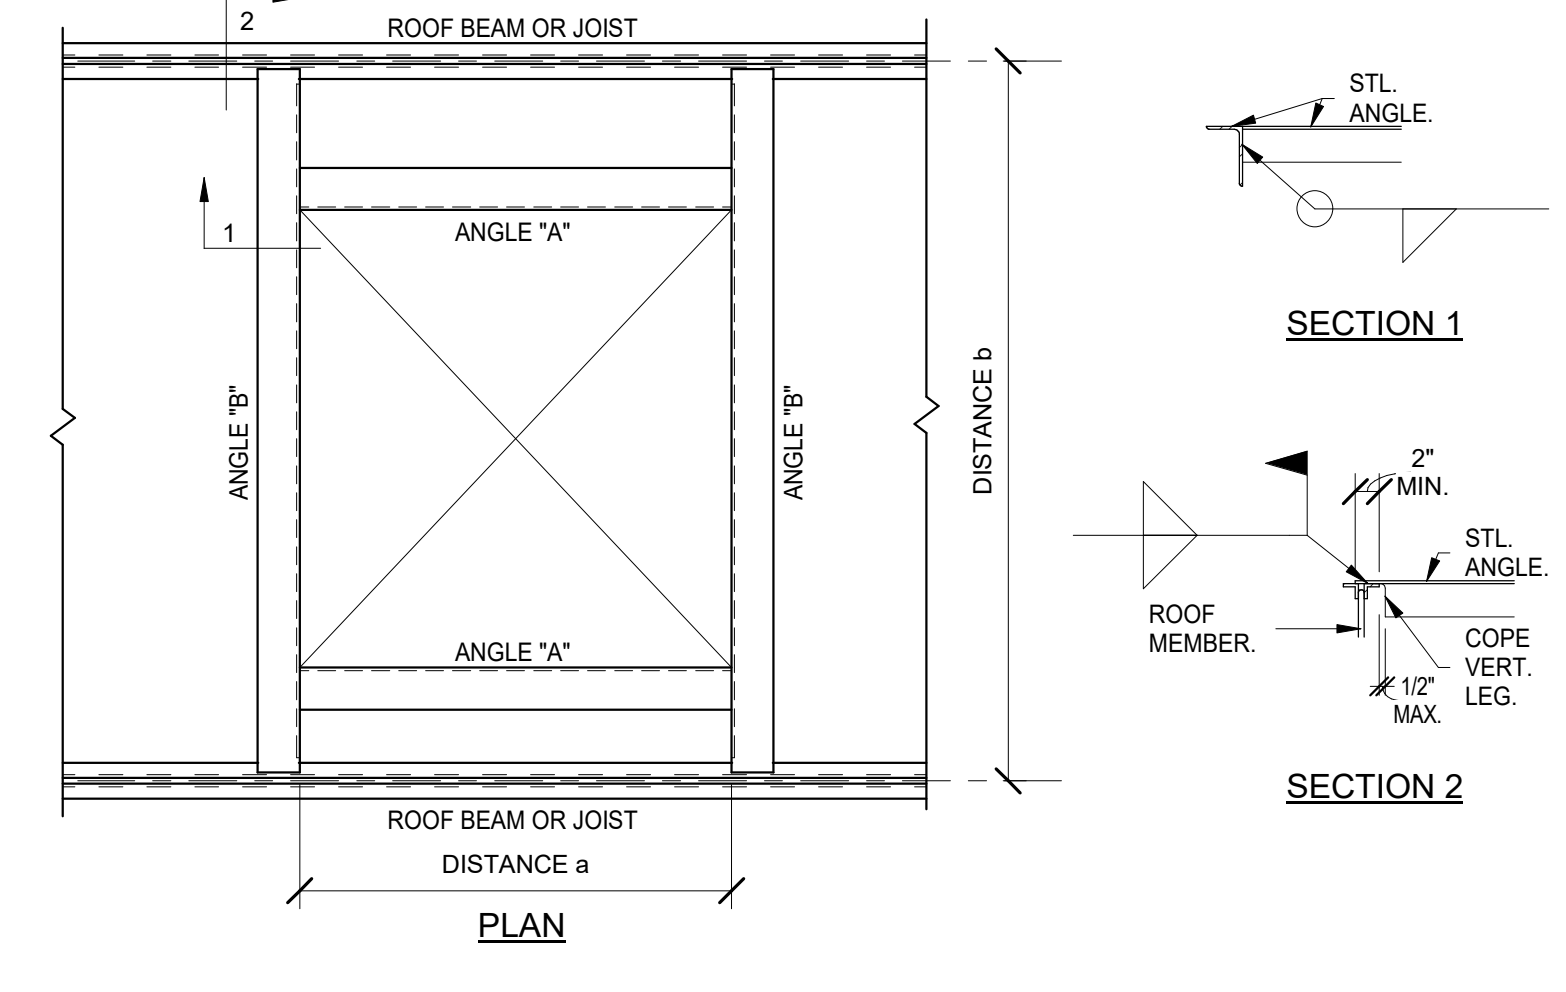 2
ROOF BEAM OR JOIST
1
ANGLE "A"
ANGLE "B"
ANGLE "B"
DISTANCE b
ANGLE "A"
ROOF BEAM OR JOIST
DISTANCE a
PLAN
STL.
ANGLE.
SECTION 1
2"
MIN.
STL.
ANGLE.
ROOF
MEMBER.
COPE
VERT.
LEG.
1/2"
MAX.
SECTION 2